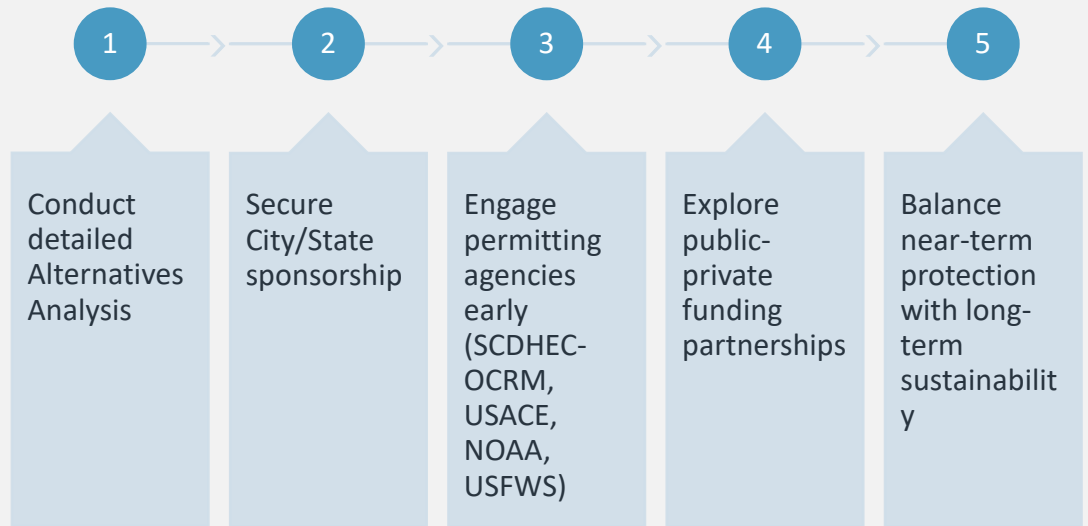 1
2
3
4
5
Conduct
detailed
Alternatives
Analysis
Secure
City/State
sponsorship
Engage
permitting
agencies
early
(SCDHEC-
OCRM,
USACE,
NOAA,
USFWS)
Explore
public-
private
funding
partnerships
Balance
near-term
protection
with long-
term
sustainabilit
y